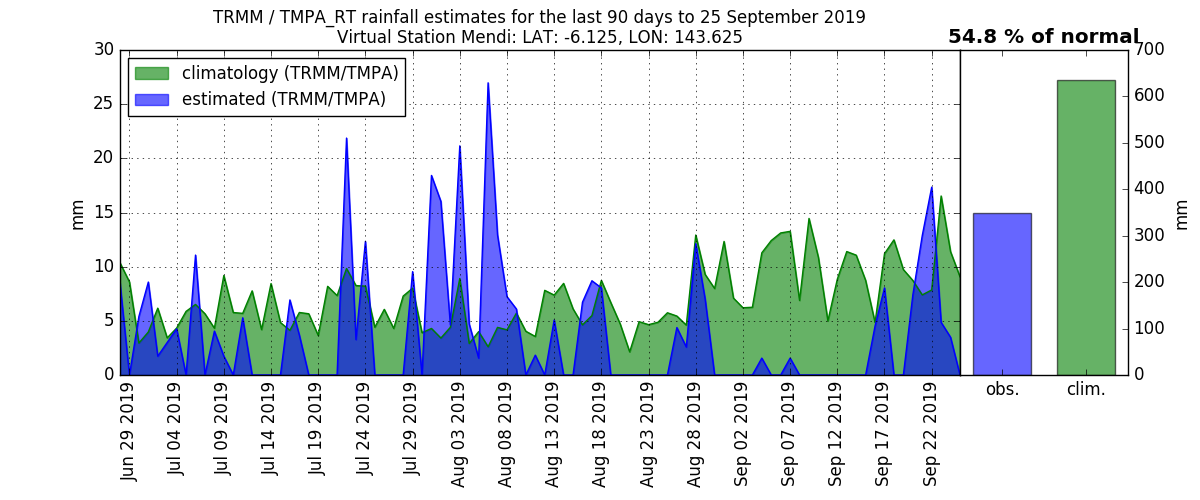 TRMM / TMPA_RT rainfall estimates for the last 90 days to 25 September 2019
Virtual Station Mendi: LAT: -6.125, LON: 143.625
54.8 % of normal
climatology (TRMM/TMPA)
estimated (TRMM/TMPA)
30
25
20
15
10
5
0
mm
700
600
500
400
300
200
100
0
mm
Jun 29 2019
Jul 04 2019
Jul 09 2019
Jul 14 2019
Jul 19 2019
Jul 24 2019
Jul 29 2019
Aug 03 2019
Aug 08 2019
Aug 13 2019
Aug 18 2019
Aug 23 2019
Aug 28 2019
Sep 02 2019
Sep 07 2019
Sep 12 2019
Sep 17 2019
Sep 22 2019
obs.
clim.